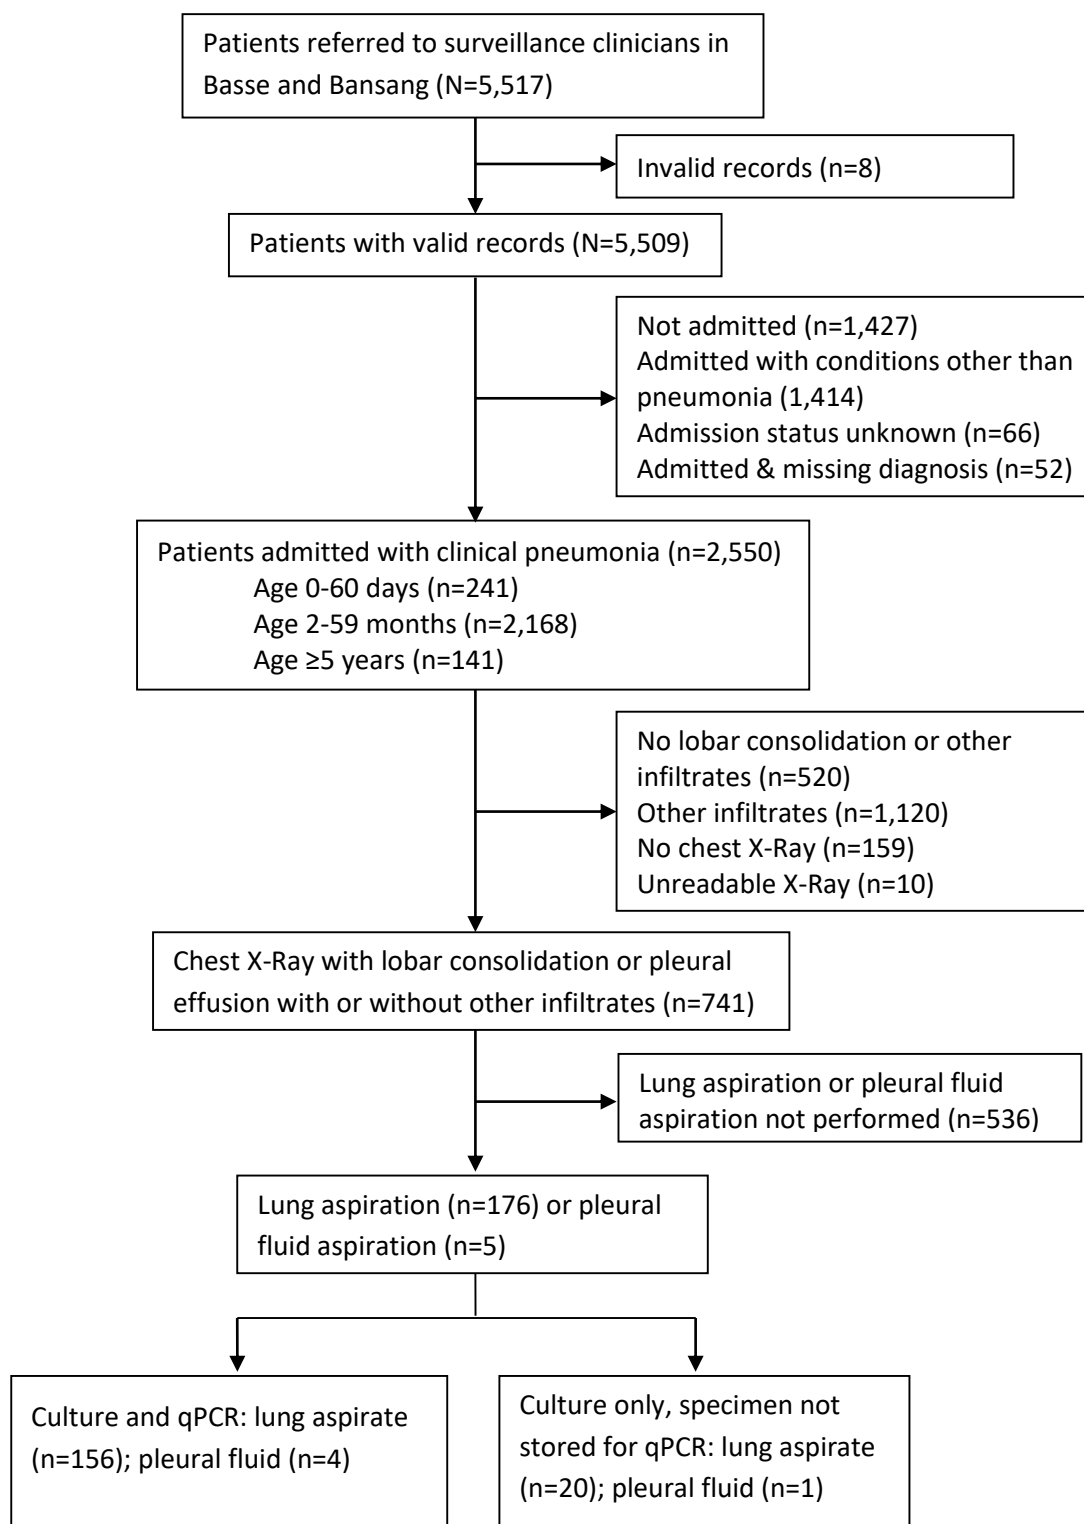 Patients referred to surveillance clinicians in
Basse and Bansang (N=5,517)
Invalid records (n=8)
Patients with valid records (N=5,509)
Not admitted (n=1,427)
Admitted with conditions other than
pneumonia (1,414)
Admission status unknown (n=66)
Admitted & missing diagnosis (n=52)
Patients admitted with clinical pneumonia (n=2,550)
Age 0-60 days (n=241)
Age 2-59 months (n=2,168)
Age ≥5 years (n=141)
No lobar consolidation or other
infiltrates (n=520)
Other infiltrates (n=1,120)
No chest X-Ray (n=159)
Unreadable X-Ray (n=10)
Chest X-Ray with lobar consolidation or pleural
effusion with or without other infiltrates (n=741)
Lung aspiration or pleural fluid
aspiration not performed (n=536)
Lung aspiration (n=176) or pleural
fluid aspiration (n=5)
Culture and qPCR: lung aspirate
(n=156); pleural fluid (n=4)
Culture only, specimen not
stored for qPCR: lung aspirate
(n=20); pleural fluid (n=1)